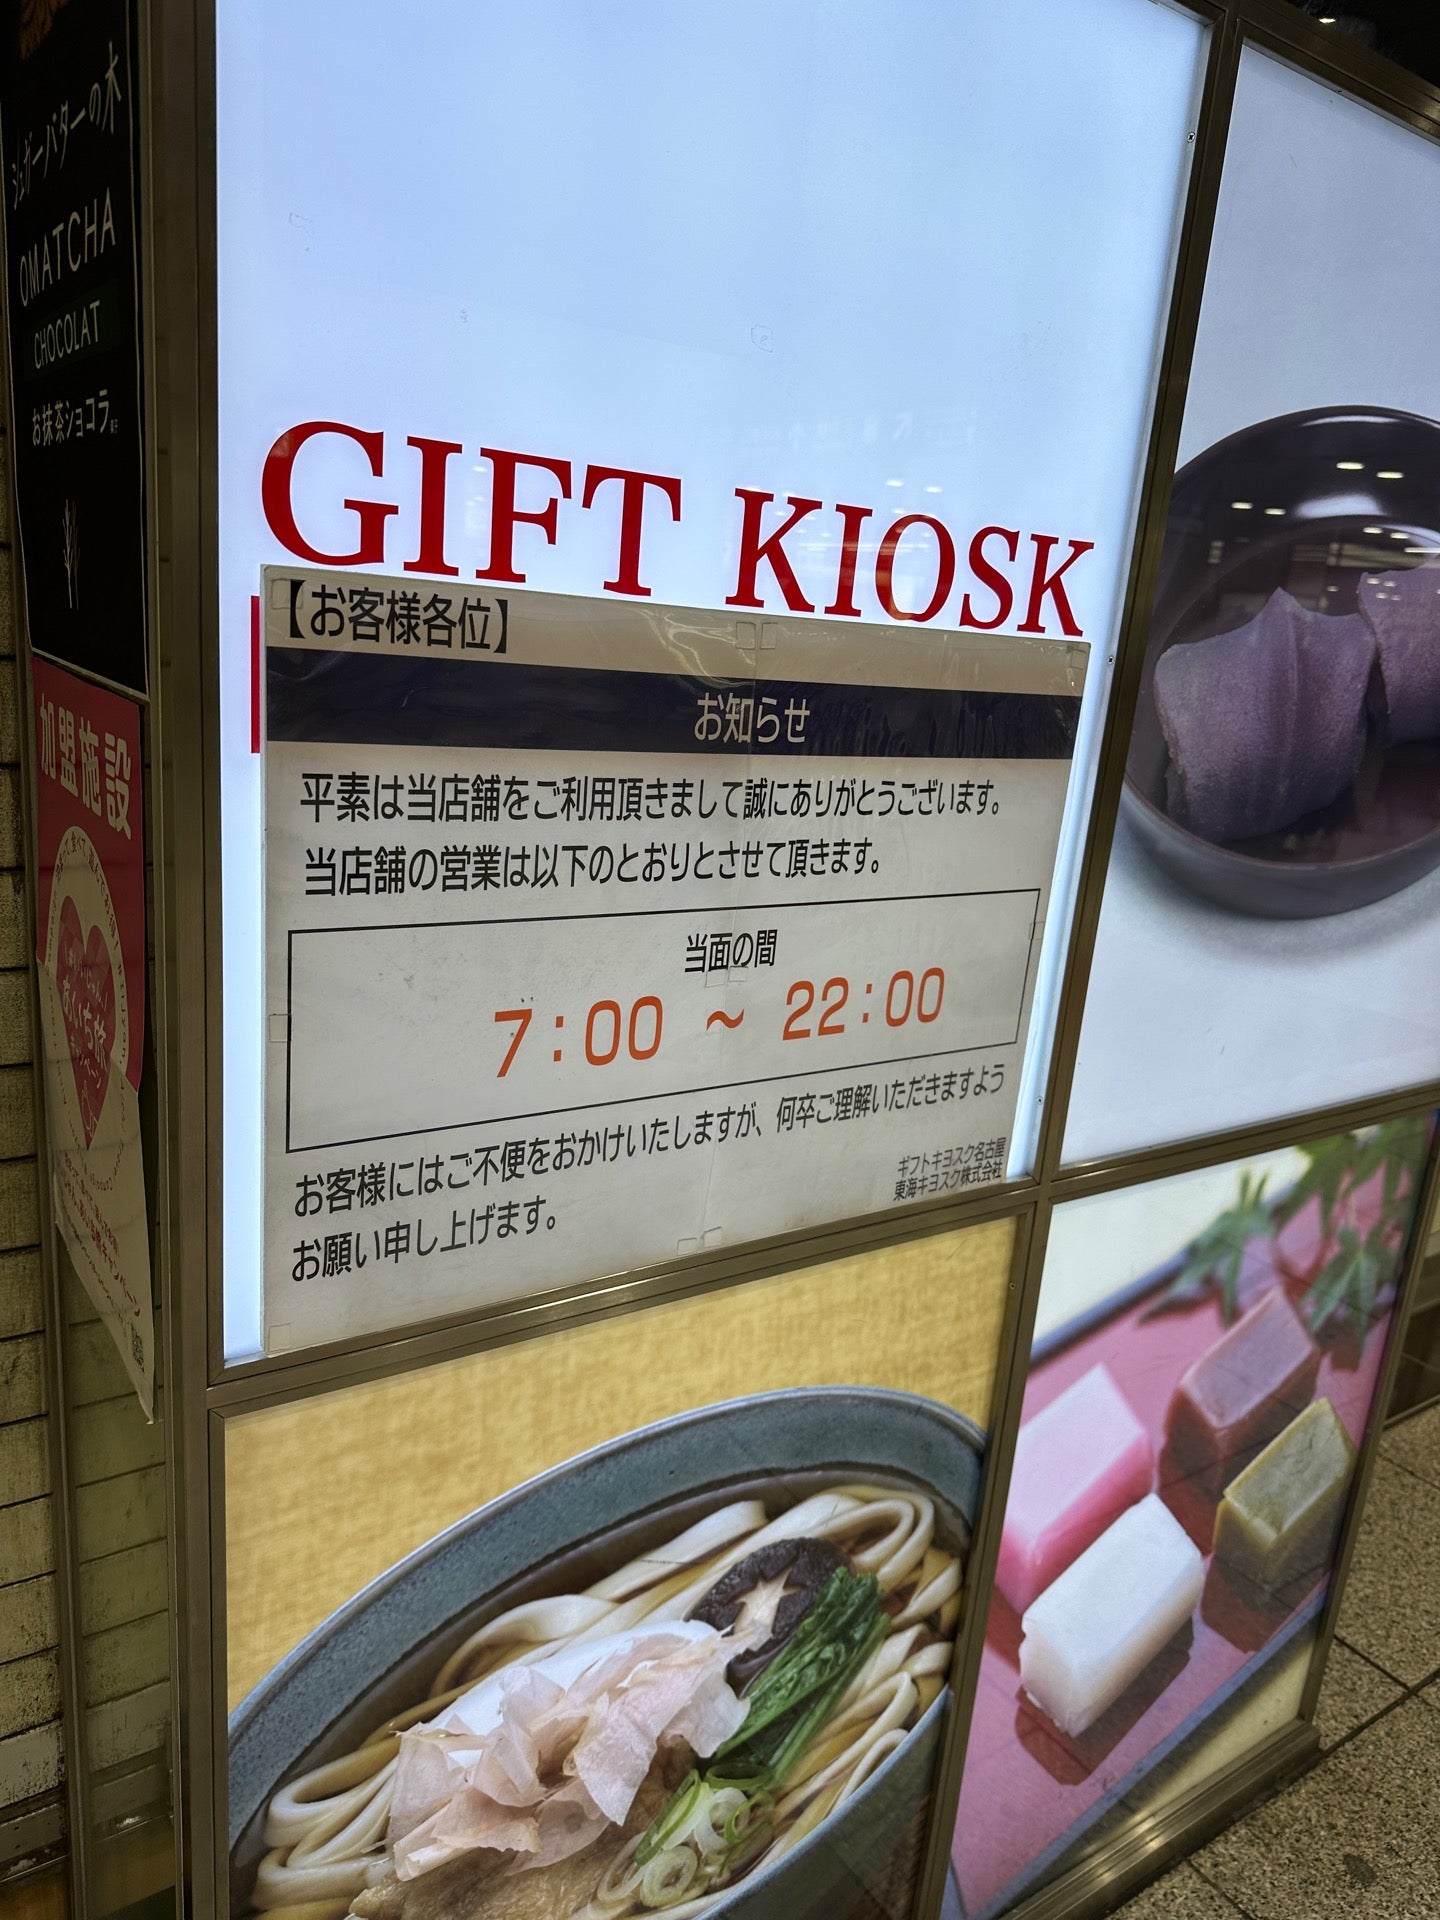 シュガーバターの木
OMATCHA
CHOCOLAT
お抹茶ショコラ
加盟施設
あいち旅
GIFT KIOSK
【お客様各位】
お知らせ
平素は当店舗をご利用頂きまして誠にありがとうございます。
当店舗の営業は以下のとおりとさせて頂きます。
当面の間
7:00 ~ 22:00
お客様にはご不便をおかけいたしますが、何卒ご理解いただきますよう
お願い申し上げます。
ギフトキヨスク名古屋
東海キヨスク株式会社